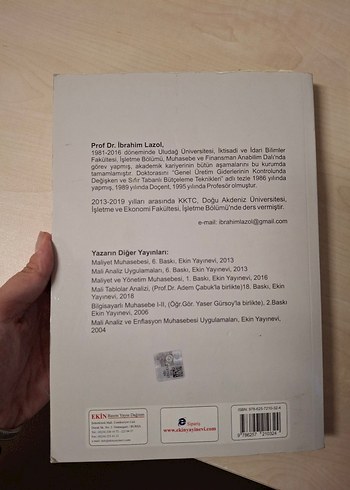 Prof Dr. İbrahim Lazol,
1981-2016 döneminde Uludağ Üniversitesi, İktisadi ve İdari Bilimler
Fakültesi, İşletme Bölümü, Muhasebe ve Finansman Anabilim Dalı'nda
görev yapmış, akademik kariyerinin bütün aşamalarını bu kurumda
tamamlamıştır. Doktorasını "Genel Üretim Giderlerinin Kontrolunda
Değişken ve Sıfır Tabanlı Bütçeleme Teknikleri" adlı tezle 1986 yılında
yapmış, 1989 yılında Doçent, 1995 yılında Profesör olmuştur.
2013-2019 yılları arasında KKTC, Doğu Akdeniz Üniversitesi,
İşletme ve Ekonomi Fakültesi, İşletme Bölümü'nde ders vermiştir.
e-mail: ibrahimlazol@gmail.com
Yazarın Diğer Yayınları:
Maliyet Muhasebesi, 6. Baskı, Ekin Yayınevi, 2013
Mali Analiz Uygulamaları, 6. Baskı, Ekin Yayınevi, 2013
Maliyet ve Yönetim Muhasebesi, 1. Baskı, Ekin Yayınevi, 2016
Mali Tablolar Analizi, (Prof.Dr. Adem Çabuk'la birlikte)18. Baskı, Ekin
Yayınevi, 2018
Bilgisayarlı Muhasebe I-II, (Öğr.Gör. Yaser Gürsoy'la birlikte), 2.Baskı
Ekin Yayınevi, 2006
Mali Analiz ve Enflasyon Muhasebesi Uygulamaları, Ekin Yayınevi,
2004
EKİN Basım Yayın Dağıtım
e Sipariş
www.ekinyayinevi.com